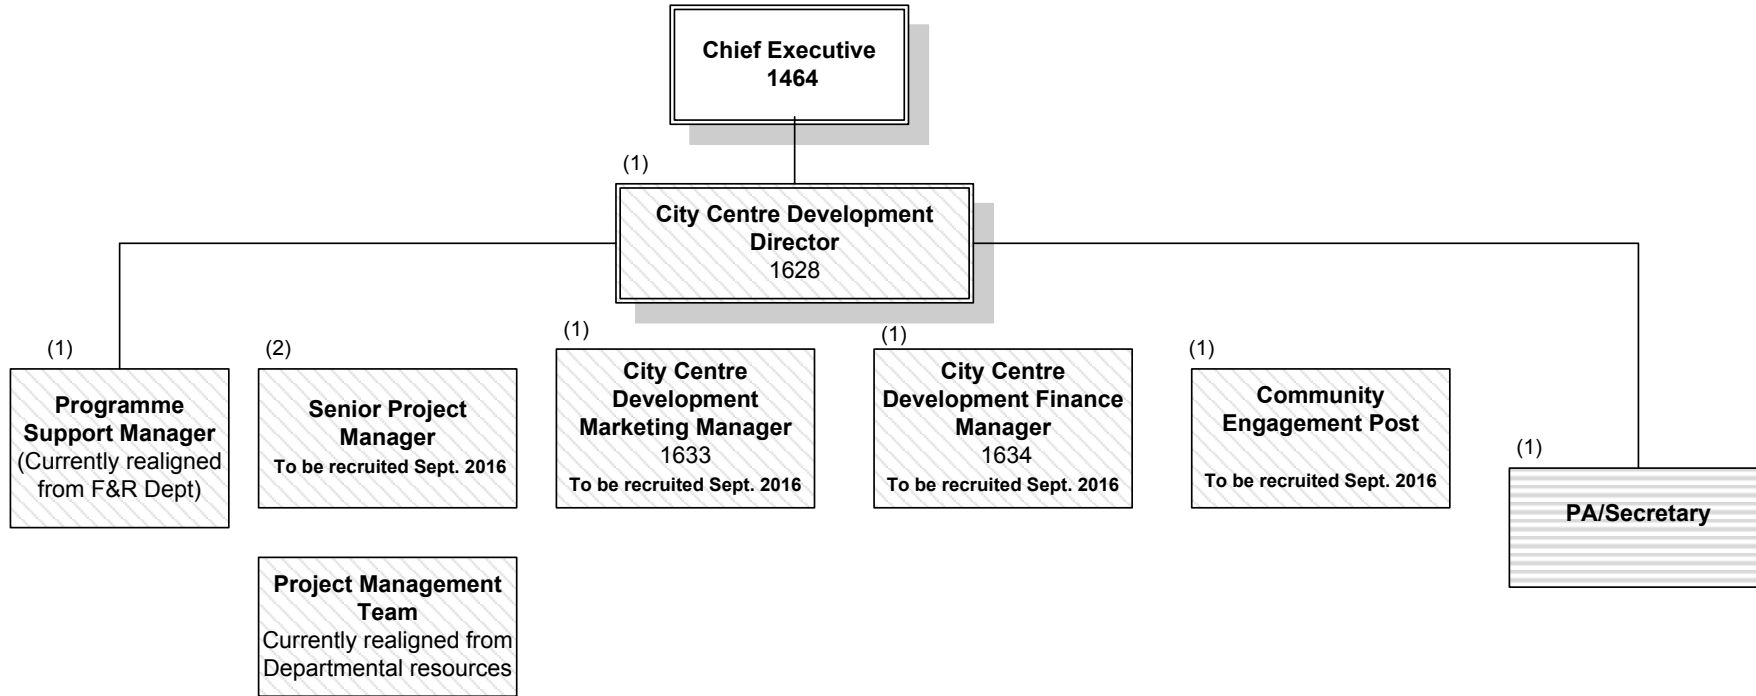 Chief Executive
1464
(1)
City Centre Development
Director
1628
(1)
Programme
Support Manager
(Currently realigned
from F&R Dept)
(2)
Senior Project
Manager
To be recruited Sept. 2016
(1)
City Centre
Development
Marketing Manager
1633
To be recruited Sept. 2016
(1)
City Centre
Development Finance
Manager
1634
To be recruited Sept. 2016
(1)
Community
Engagement Post
To be recruited Sept. 2016
(1)
PA/Secretary
Project Management
Team
Currently realigned from
Departmental resources